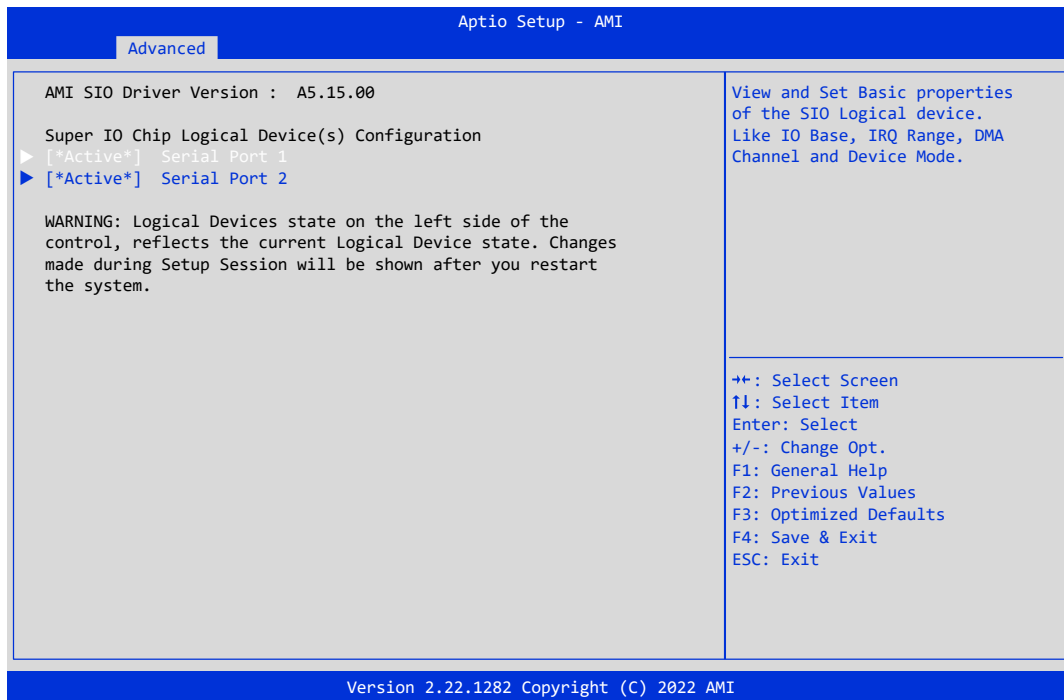 Aptio Setup - AMI
Advanced
AMI SIO Driver Version :  A5.15.00
Super IO Chip Logical Device(s) Configuration
▶ [*Active*]  Serial Port 1
▶ [*Active*]  Serial Port 2
WARNING: Logical Devices state on the left side of the
control, reflects the current Logical Device state. Changes
made during Setup Session will be shown after you restart
the system.
View and Set Basic properties
of the SIO Logical device.
Like IO Base, IRQ Range, DMA
Channel and Device Mode.
→←: Select Screen
↑↓: Select Item
Enter: Select
+/-: Change Opt.
F1: General Help
F2: Previous Values
F3: Optimized Defaults
F4: Save & Exit
ESC: Exit
Version 2.22.1282 Copyright (C) 2022 AMI